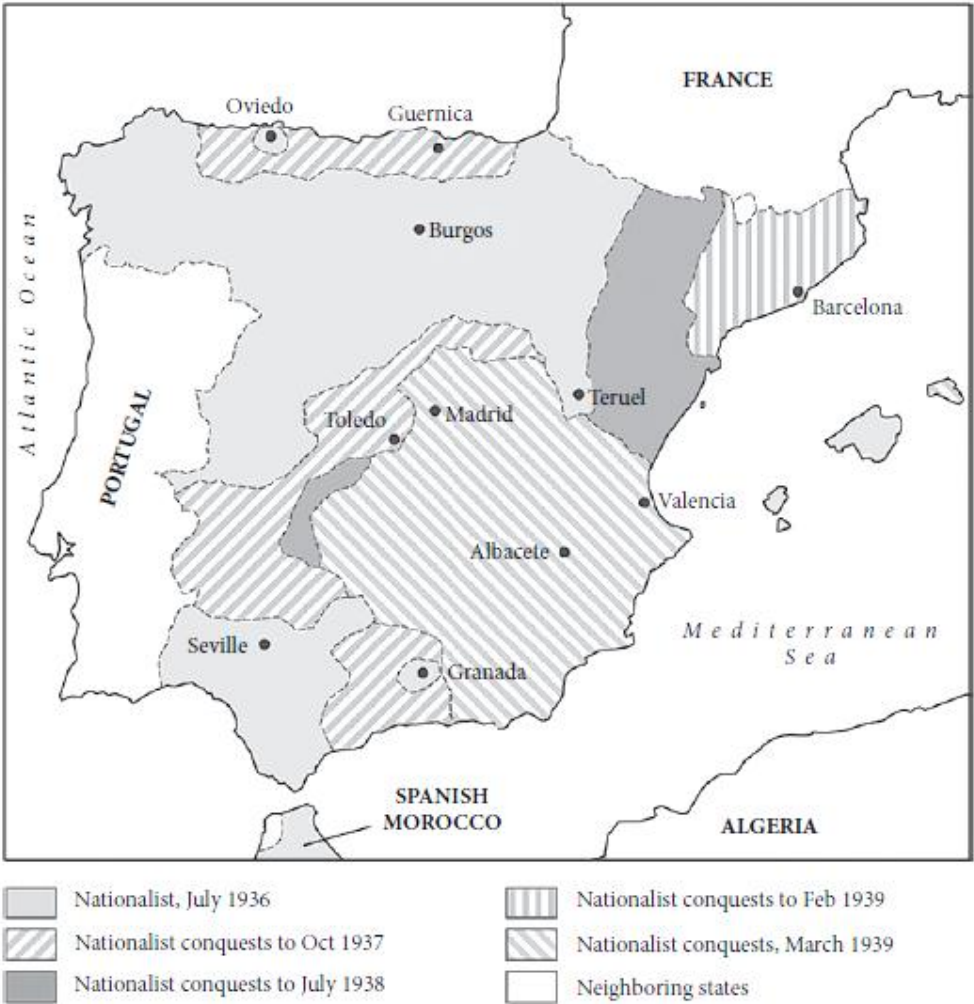 FRANCE
Oviedo
Guernica
Burgos
Barcelona
Atlantic Ocean
PORTUGAL
Teruel
Toledo
Madrid
Valencia
Albacete
Mediterranean
Sea
Seville
Granada
SPANISH
MOROCCO
ALGERIA
Nationalist, July 1936
Nationalist conquests to Oct 1937
Nationalist conquests to July 1938
Nationalist conquests to Feb 1939
Nationalist conquests, March 1939
Neighboring states